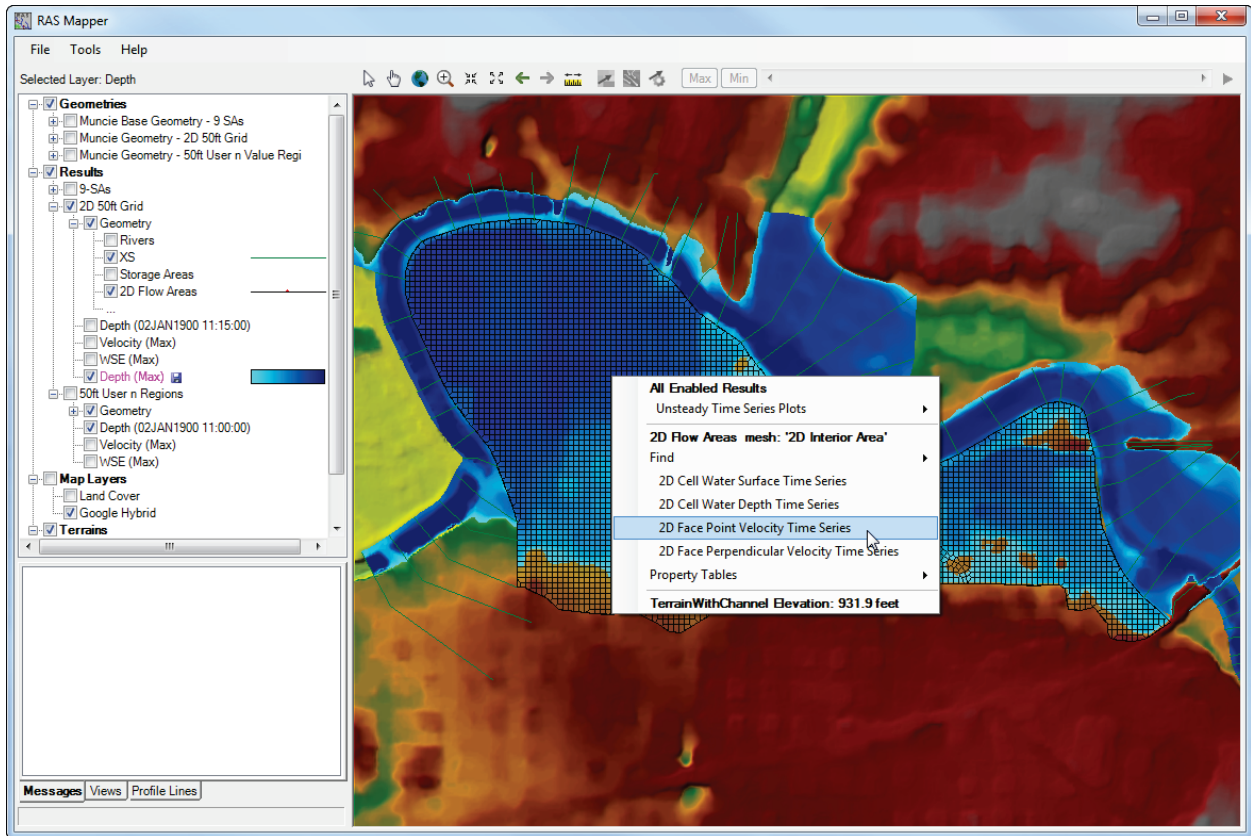 RAS Mapper
File Tools Help
Selected Layer: Depth
Max Min
Geometries
Muncie Base Geometry - 9 SAs
Muncie Geometry - 2D 50ft Grid
Muncie Geometry - 50ft User n Value Regi
Results
9-SAs
2D 50ft Grid
Geometry
Rivers
XS
Storage Areas
2D Flow Areas
...
Depth (02JAN1900 11:15:00)
Velocity (Max)
WSE (Max)
Depth (Max)
50ft User n Regions
Geometry
Depth (02JAN1900 11:00:00)
Velocity (Max)
WSE (Max)
Map Layers
Land Cover
Google Hybrid
Terrains
All Enabled Results
Unsteady Time Series Plots
2D Flow Areas mesh: '2D Interior Area'
Find
2D Cell Water Surface Time Series
2D Cell Water Depth Time Series
2D Face Point Velocity Time Series
2D Face Perpendicular Velocity Time Series
Property Tables
TerrainWithChannel Elevation: 931.9 feet
Messages Views Profile Lines